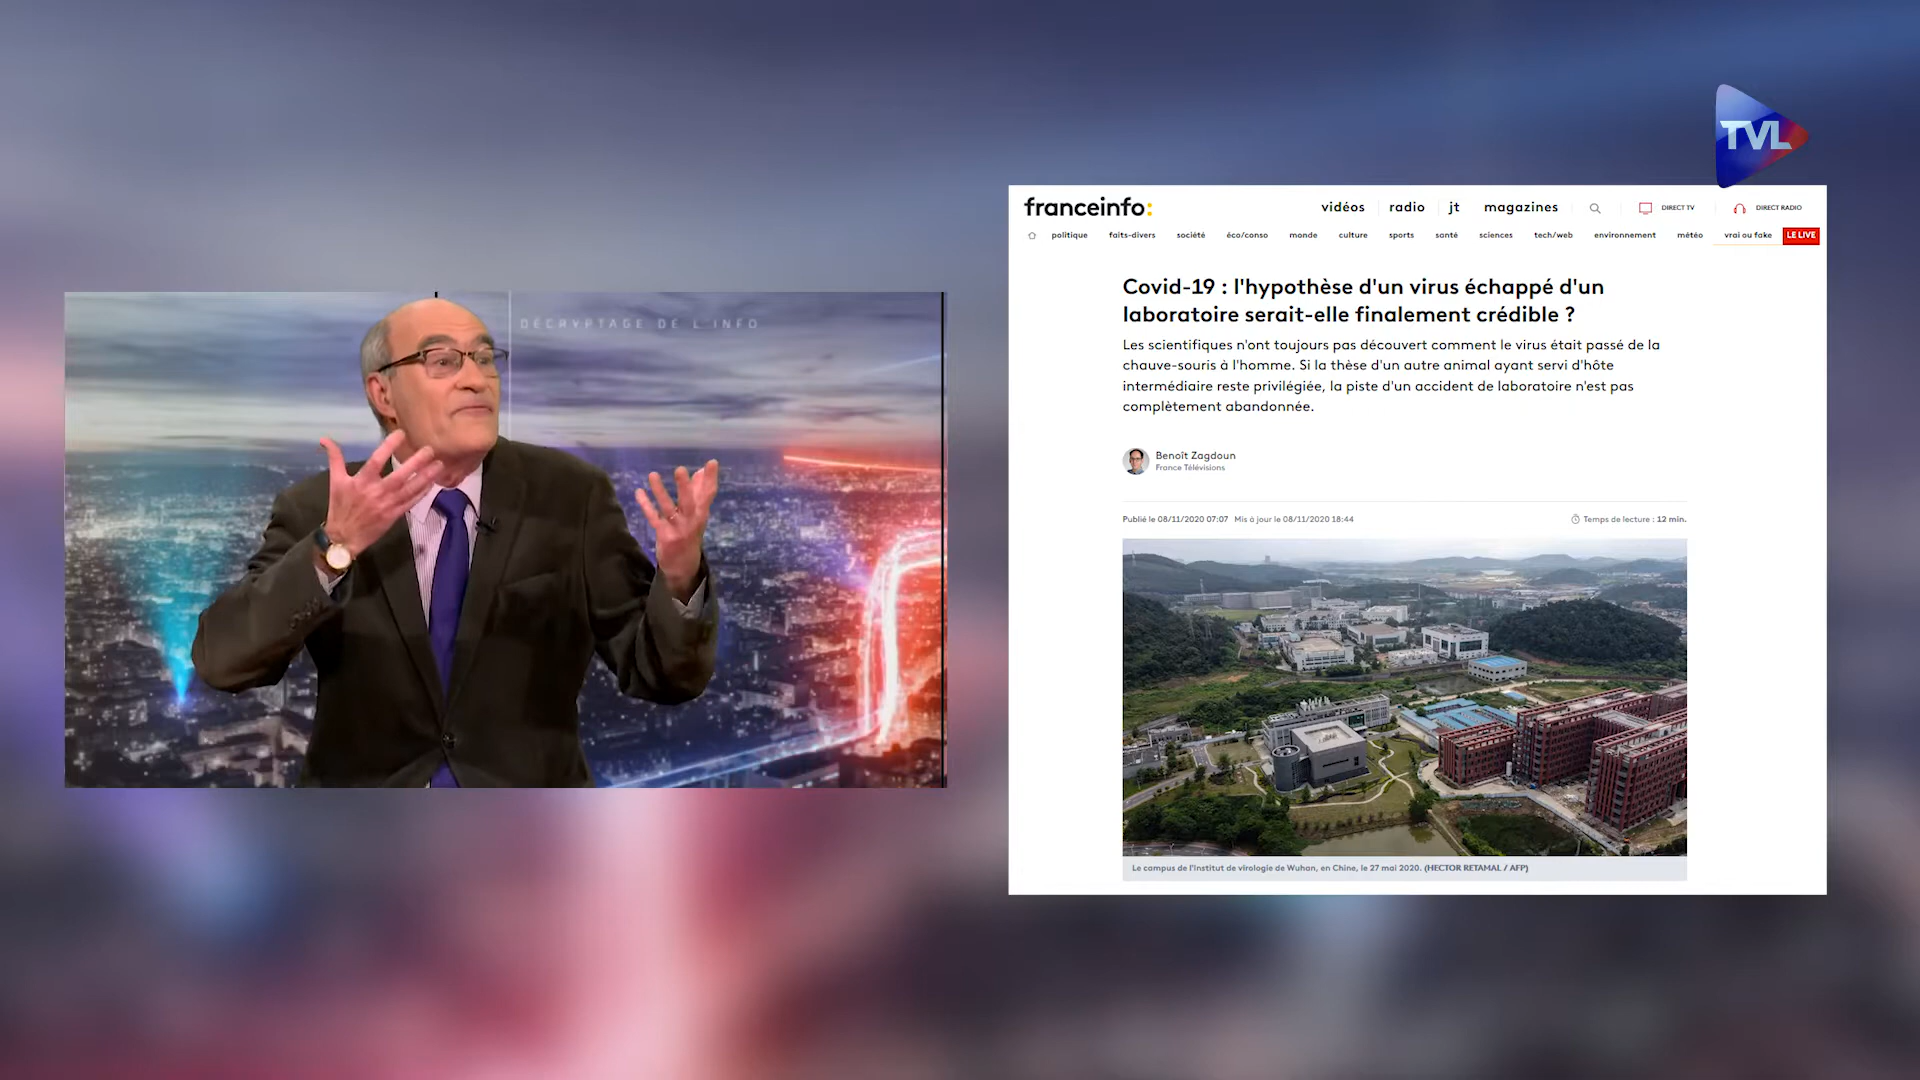 TVL
DÉCRYPTAGE DE L'INFO
franceinfo:
vidéos radio jt magazines DIRECT TV DIRECT RADIO
politique faits-divers société éco/conso monde culture sports santé sciences tech/web environnement météo vrai ou fake LE LIVE
Covid-19 : l'hypothèse d'un virus échappé d'un
laboratoire serait-elle finalement crédible ?
Les scientifiques n'ont toujours pas découvert comment le virus était passé de la
chauve-souris à l'homme. Si la thèse d'un autre animal ayant servi d'hôte
intermédiaire reste privilégiée, la piste d'un accident de laboratoire n'est pas
complètement abandonnée.
Benoît Zagdoun
France Télévisions
Publié le 08/11/2020 07:07 Mis à jour le 08/11/2020 18:44 Temps de lecture : 12 min.
Le campus de l'Institut de virologie de Wuhan, en Chine, le 27 mai 2020. (HECTOR RETAMAL / AFP)